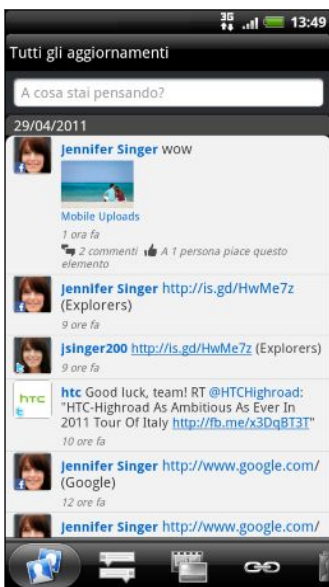 3G 13:49
Tutti gli aggiornamenti
A cosa stai pensando?
29/04/2011
Jennifer Singer wow
Mobile Uploads
1 ora fa
2 commenti A 1 persona piace questo
elemento
Jennifer Singer http://is.gd/HwMe7z
(Explorers)
9 ore fa
jsinger200 http://is.gd/HwMe7z (Explorers)
9 ore fa
htc
htc Good luck, team! RT @HTCHighroad:
"HTC-Highroad As Ambitious As Ever In
2011 Tour Of Italy http://fb.me/x3DqBT3T"
10 ore fa
Jennifer Singer http://www.google.com/
(Google)
12 ore fa
Jennifer Singer http://www.google.com/